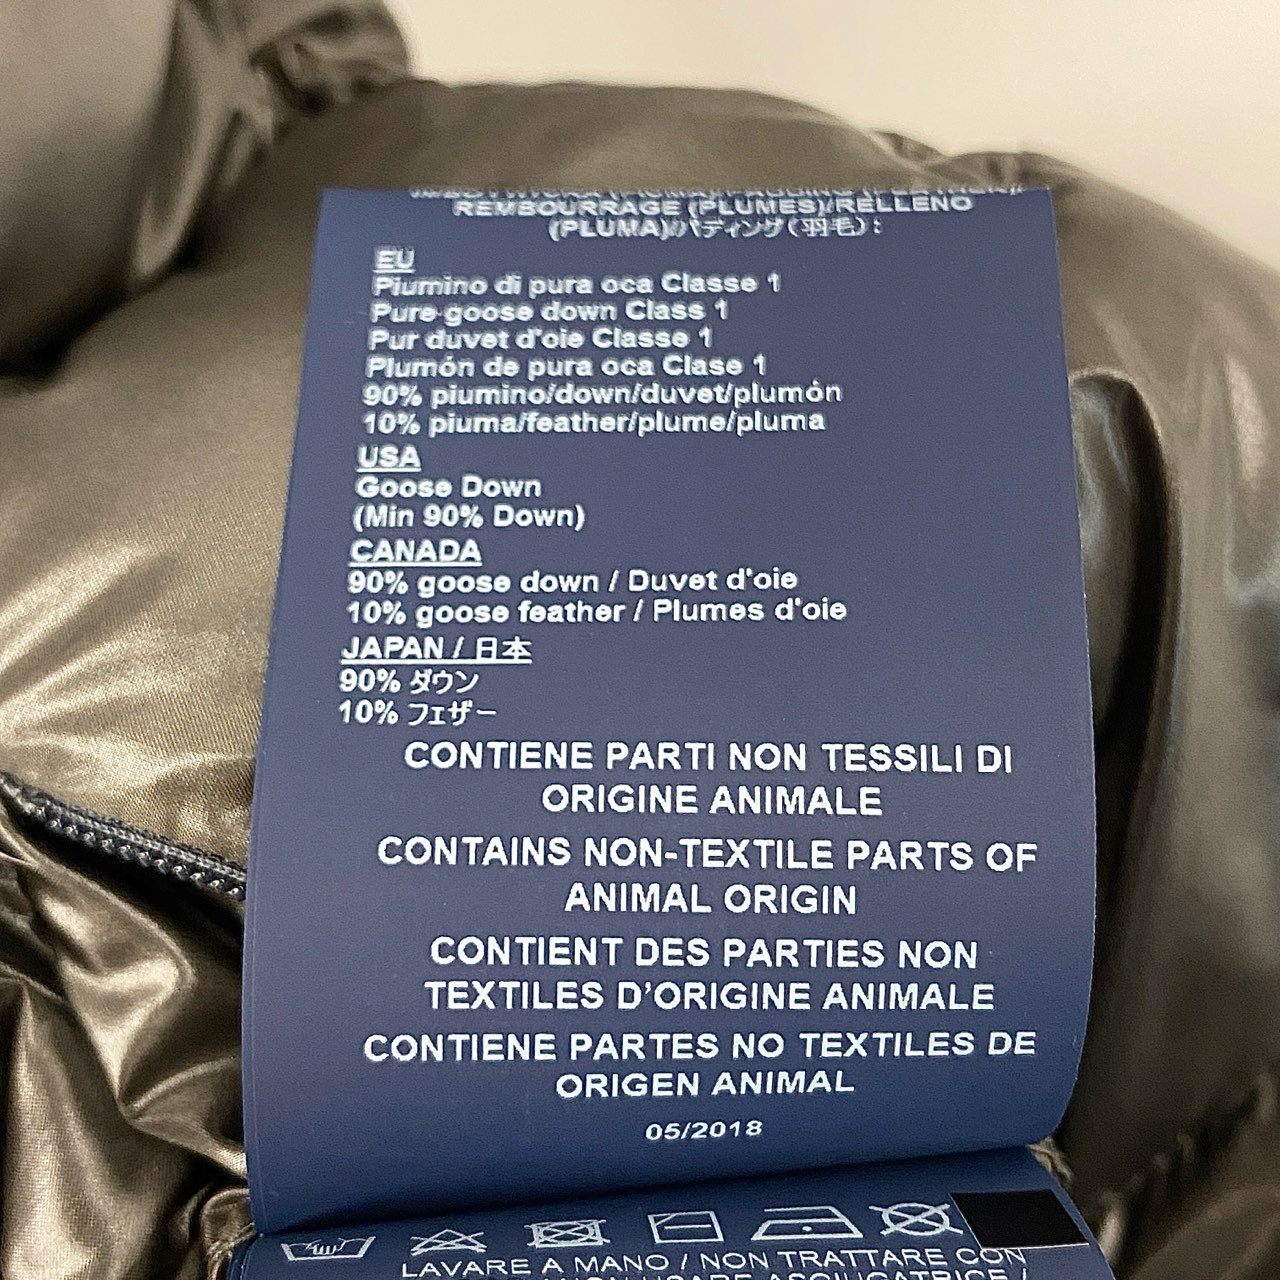 REMBOURRAGE (PLUMES)/RELLENO
(PLUMA)/パディング(羽毛):
EU
Piumino di pura oca Classe 1
Pure goose down Class 1
Pur duvet d'oie Classe 1
Plumón de pura oca Clase 1
90% piumino/down/duvet/plumón
10% piuma/feather/plume/pluma
USA
Goose Down
(Min 90% Down)
CANADA
90% goose down / Duvet d'oie
10% goose feather / Plumes d'oie
JAPAN / 日本
90% ダウン
10% フェザー
CONTIENE PARTI NON TESSILI DI
ORIGINE ANIMALE
CONTAINS NON-TEXTILE PARTS OF
ANIMAL ORIGIN
CONTIENT DES PARTIES NON
TEXTILES D'ORIGINE ANIMALE
CONTIENE PARTES NO TEXTILES DE
ORIGEN ANIMAL
05/2018
LAVARE A MANO / NON TRATTARE CON
NON USARE ASCIUGATRICE /